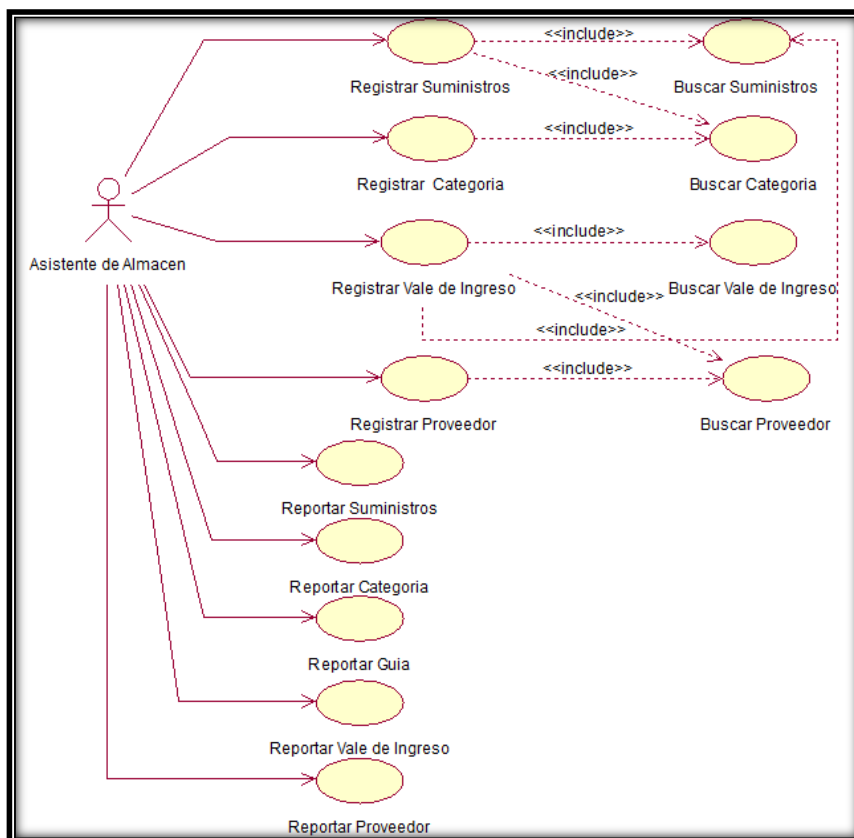 <<include>>
Registrar Suministros
Buscar Suministros
<<include>>
<<include>>
Registrar Categoria
Buscar Categoria
<<include>>
Asistente de Almacen
Registrar Vale de Ingreso
Buscar Vale de Ingreso
<<include>>
<<include>>
<<include>>
Registrar Proveedor
Buscar Proveedor
Reportar Suministros
Reportar Categoria
Reportar Guia
Reportar Vale de Ingreso
Reportar Proveedor